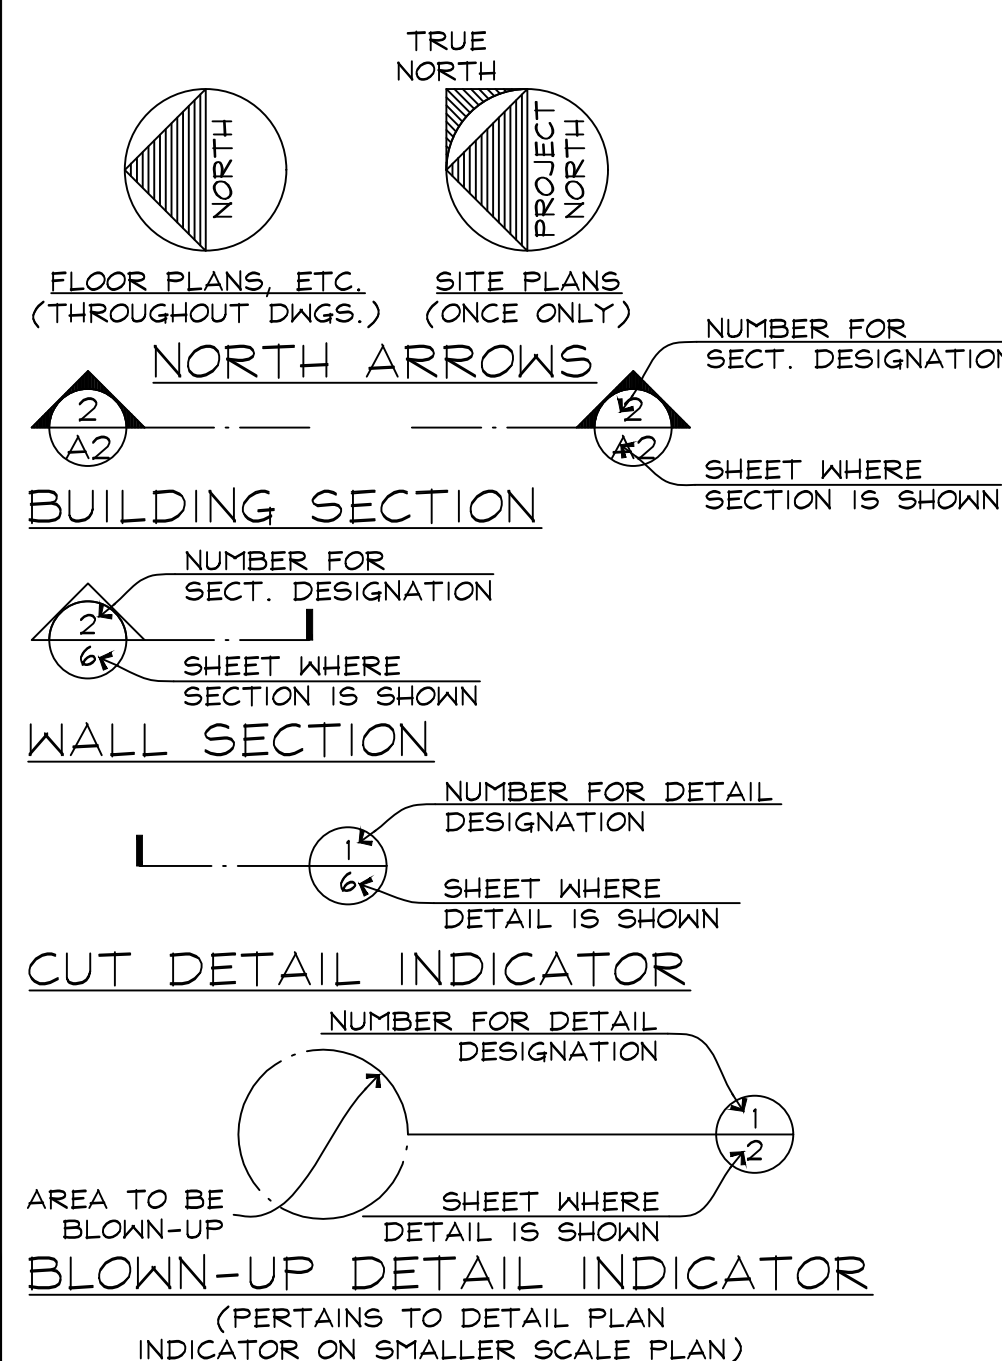 TRUE
NORTH
NORTH
PROJECT
NORTH
FLOOR PLANS, ETC.
(THROUGHOUT DWGS.)
SITE PLANS
(ONCE ONLY)
NORTH ARROWS
NUMBER FOR
SECT. DESIGNATION
2
A2
2
A2
SHEET WHERE
SECTION IS SHOWN
BUILDING SECTION
NUMBER FOR
SECT. DESIGNATION
2
6
SHEET WHERE
SECTION IS SHOWN
WALL SECTION
NUMBER FOR DETAIL
DESIGNATION
1
6
SHEET WHERE
DETAIL IS SHOWN
CUT DETAIL INDICATOR
NUMBER FOR DETAIL
DESIGNATION
1
2
AREA TO BE
BLOWN-UP
SHEET WHERE
DETAIL IS SHOWN
BLOWN-UP DETAIL INDICATOR
(PERTAINS TO DETAIL PLAN
INDICATOR ON SMALLER SCALE PLAN)